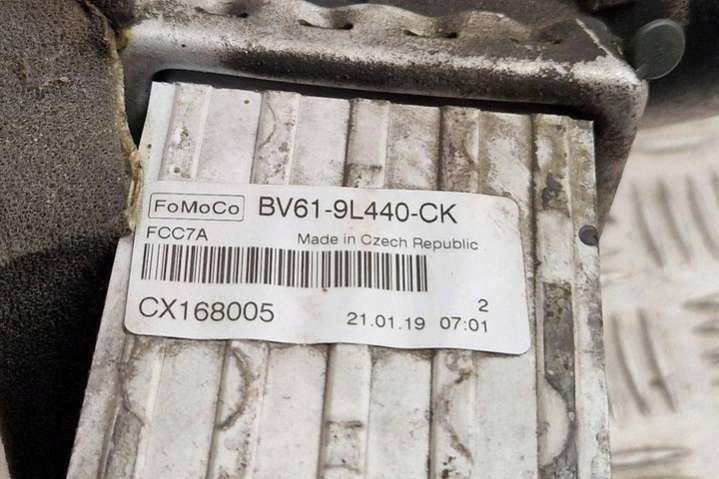 FoMoCo BV61-9L440-CK
FCC7A Made in Czech Republic
CX168005 21.01.19 07:01 2